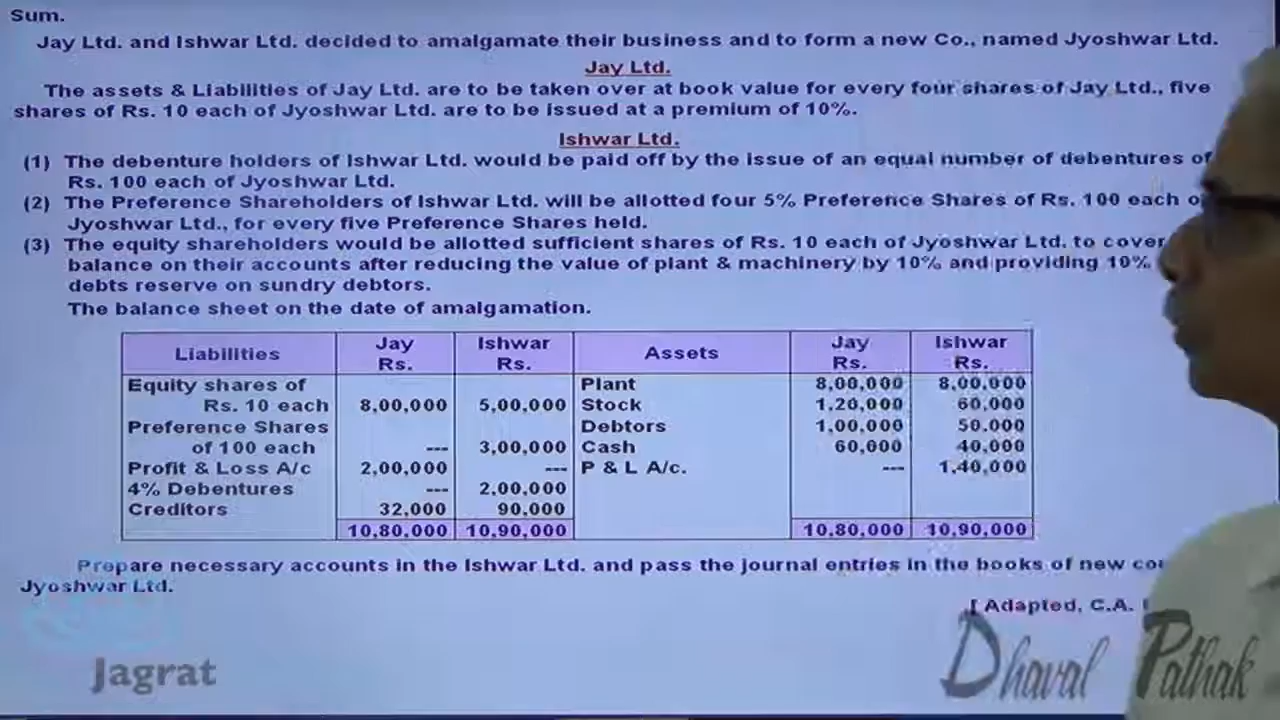 Sum.
Jay Ltd. and Ishwar Ltd. decided to amalgamate their business and to form a new Co., named Jyoshwar Ltd.
Jay Ltd.
The assets & Liabilities of Jay Ltd. are to be taken over at book value for every four shares of Jay Ltd., five
shares of Rs. 10 each of Jyoshwar Ltd. are to be issued at a premium of 10%.
Ishwar Ltd.
(1) The debenture holders of Ishwar Ltd. would be paid off by the issue of an equal number of debentures of
Rs. 100 each of Jyoshwar Ltd.
(2) The Preference Shareholders of Ishwar Ltd. will be allotted four 5% Preference Shares of Rs. 100 each o
Jyoshwar Ltd., for every five Preference Shares held.
(3) The equity shareholders would be allotted sufficient shares of Rs. 10 each of Jyoshwar Ltd. to cover
balance on their accounts after reducing the value of plant & machinery by 10% and providing 10%
debts reserve on sundry debtors.
The balance sheet on the date of amalgamation.
Liabilities Jay Rs. Ishwar Rs. Assets Jay Rs. Ishwar Rs.
Equity shares of Plant 8,00,000 8,00,000
Rs. 10 each 8,00,000 5,00,000 Stock 1,20,000 60,000
Preference Shares Debtors 1,00,000 50.000
of 100 each --- 3,00,000 Cash 60,000 40,000
Profit & Loss A/c 2,00,000 --- P & L A/c. --- 1,40,000
4% Debentures --- 2,00,000
Creditors 32,000 90,000
10,80,000 10,90,000 10,80,000 10,90,000
Prepare necessary accounts in the Ishwar Ltd. and pass the journal entries in the books of new
Jyoshwar Ltd.
[ Adapted, C.A.
Jagrat
Dhaval Pathak